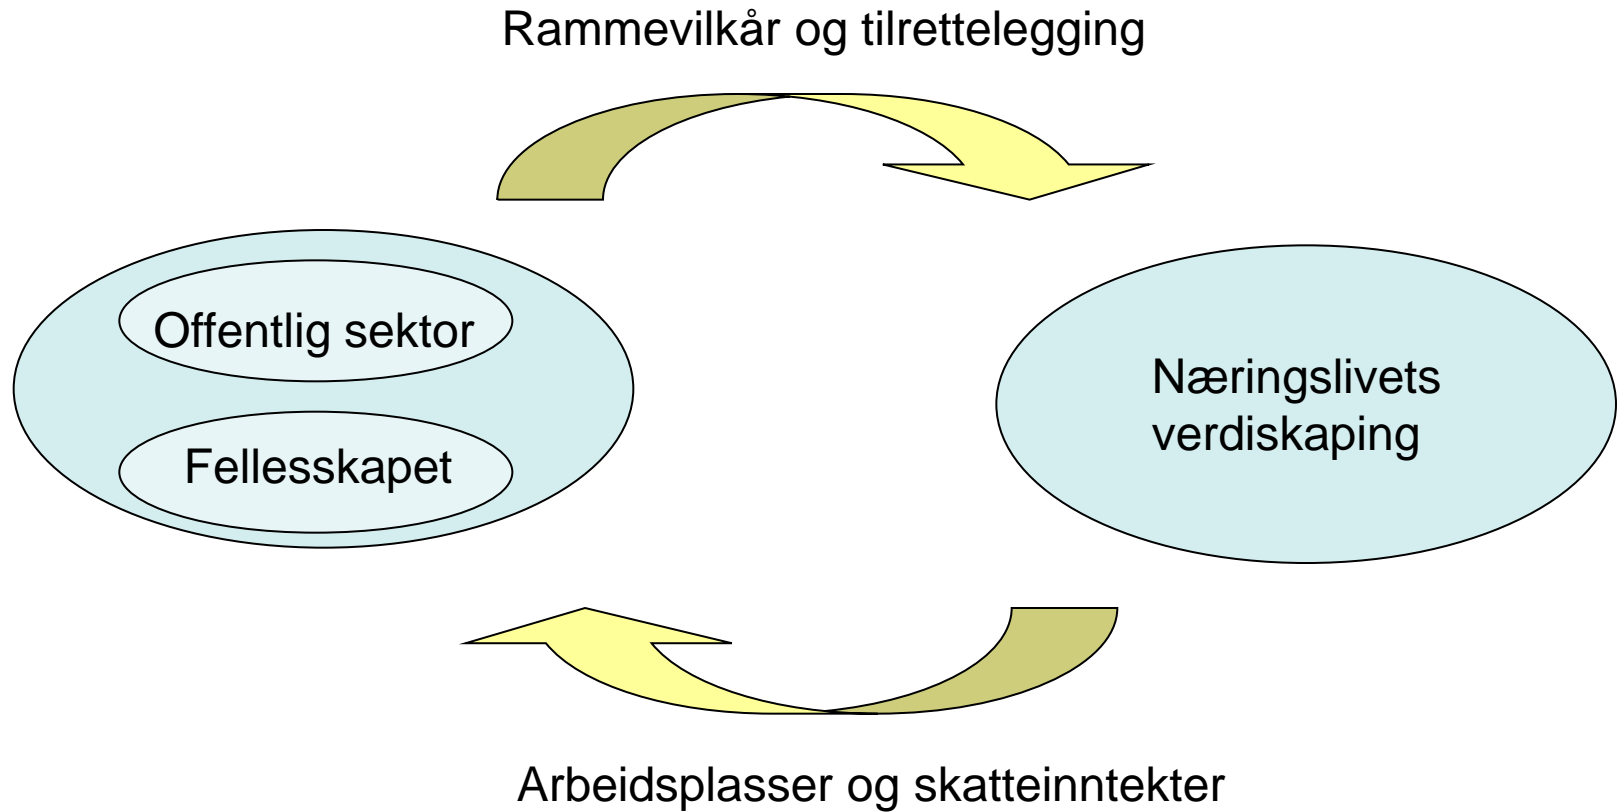 Rammevilkår og tilrettelegging
Offentlig sektor
Fellesskapet
Næringslivets
verdiskaping
Arbeidsplasser og skatteinntekter